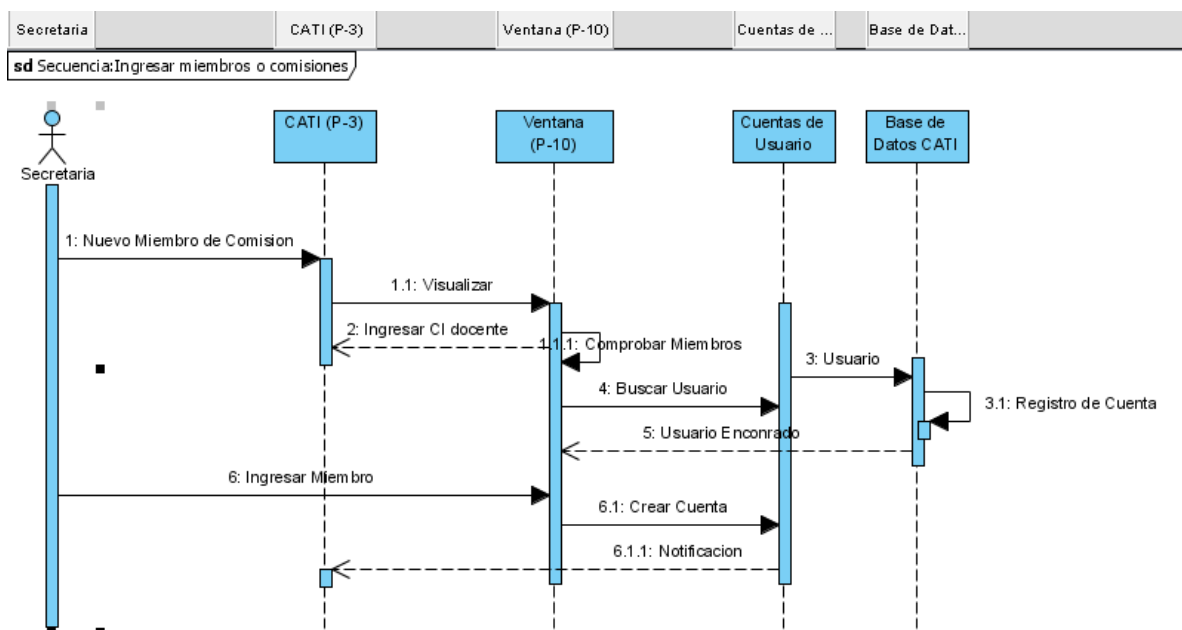 Secretaria
CATI (P-3)
Ventana (P-10)
Cuentas de ...
Base de Dat...
sd Secuencia:Ingresar miembros o comisiones
Secretaria
CATI (P-3)
Ventana
(P-10)
Cuentas de
Usuario
Base de
Datos CATI
1: Nuevo Miembro de Comision
1.1: Visualizar
2: Ingresar CI docente
1.1.1: Comprobar Miembros
3: Usuario
4: Buscar Usuario
3.1: Registro de Cuenta
5: Usuario Enconrado
6: Ingresar Miembro
6.1: Crear Cuenta
6.1.1: Notificacion